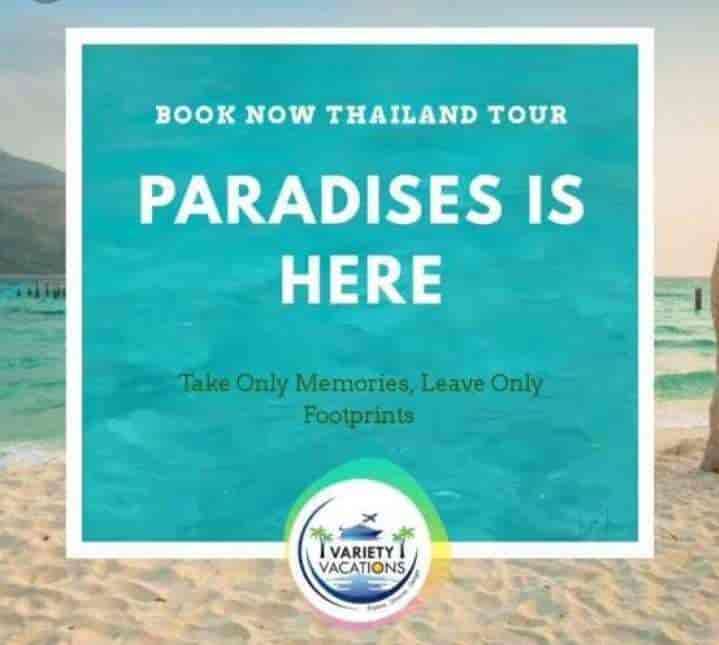 BOOK NOW THAILAND TOUR
PARADISES IS
HERE
Take Only Memories, Leave Only
Footprints
VARIETY
VACATIONS